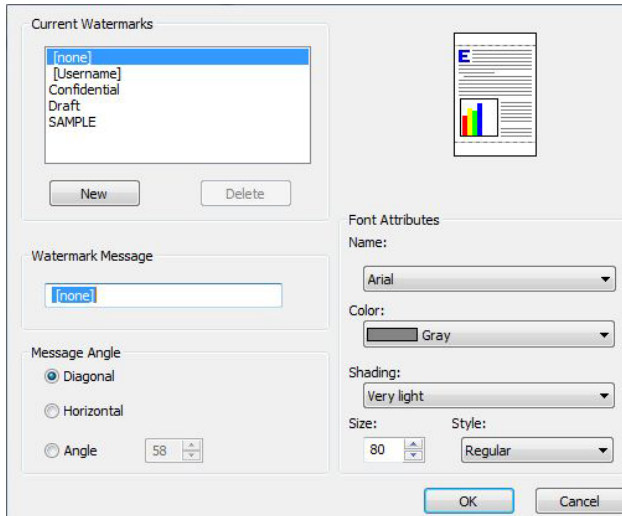 Current Watermarks
[none]
[Username]
Confidential
Draft
SAMPLE
New
Delete
Watermark Message
[none]
Message Angle
Diagonal
Horizontal
Angle
58
E
Font Attributes
Name:
Arial
Color:
Gray
Shading:
Very light
Size:
Style:
80
Regular
OK
Cancel